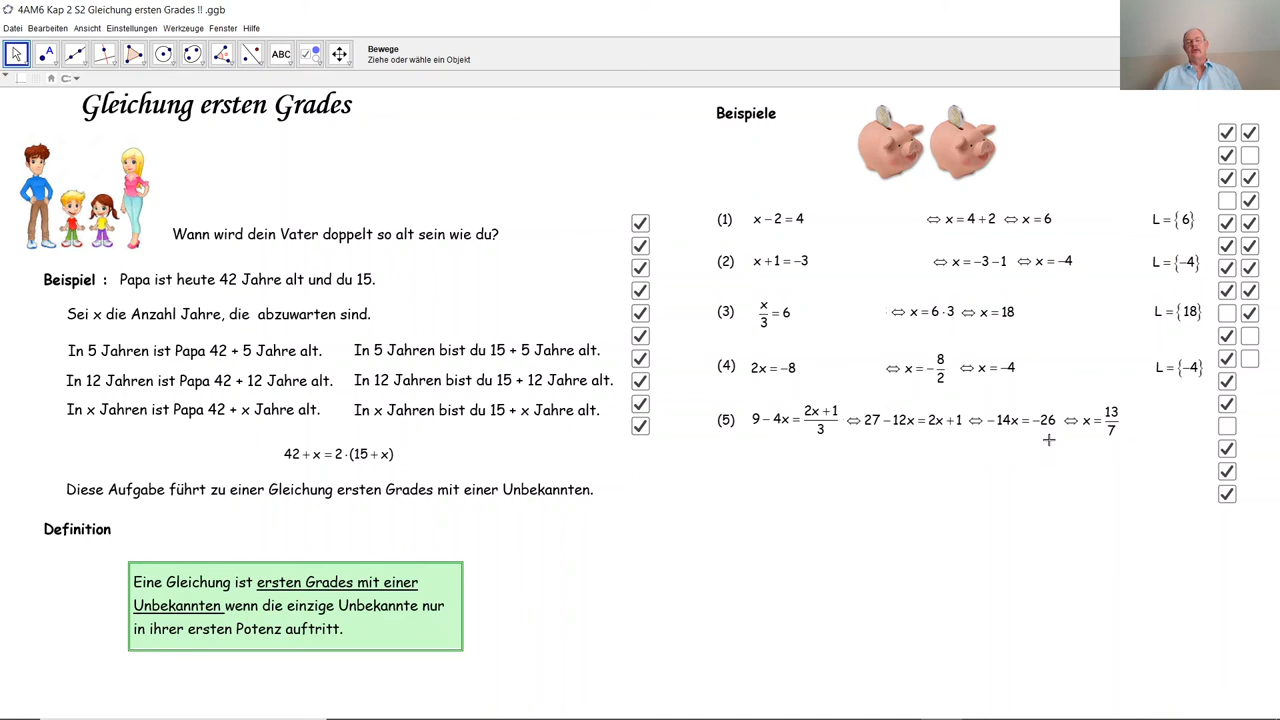 4AM6 Kap 2 S2 Gleichung ersten Grades !! .ggb
Datei Bearbeiten Ansicht Einstellungen Werkzeuge Fenster Hilfe
A
ABC
Bewege
Ziehe oder wähle ein Objekt
Gleichung ersten Grades
Wann wird dein Vater doppelt so alt sein wie du?
Beispiel : Papa ist heute 42 Jahre alt und du 15.
Sei x die Anzahl Jahre, die abzuwarten sind.
In 5 Jahren ist Papa 42 + 5 Jahre alt. In 5 Jahren bist du 15 + 5 Jahre alt.
In 12 Jahren ist Papa 42 + 12 Jahre alt. In 12 Jahren bist du 15 + 12 Jahre alt.
In x Jahren ist Papa 42 + x Jahre alt. In x Jahren bist du 15 + x Jahre alt.
42 + x = 2 · (15 + x)
Diese Aufgabe führt zu einer Gleichung ersten Grades mit einer Unbekannten.
Definition
Eine Gleichung ist ersten Grades mit einer
Unbekannten wenn die einzige Unbekannte nur
in ihrer ersten Potenz auftritt.
Beispiele
(1) x − 2 = 4 ⇔ x = 4 + 2 ⇔ x = 6 L = {6}
(2) x + 1 = −3 ⇔ x = −3 − 1 ⇔ x = −4 L = {−4}
(3) x/3 = 6 ⇔ x = 6 · 3 ⇔ x = 18 L = {18}
(4) 2x = −8 ⇔ x = −8/2 ⇔ x = −4 L = {−4}
(5) 9 − 4x = (2x + 1)/3 ⇔ 27 − 12x = 2x + 1 ⇔ −14x = −26 ⇔ x = 13/7